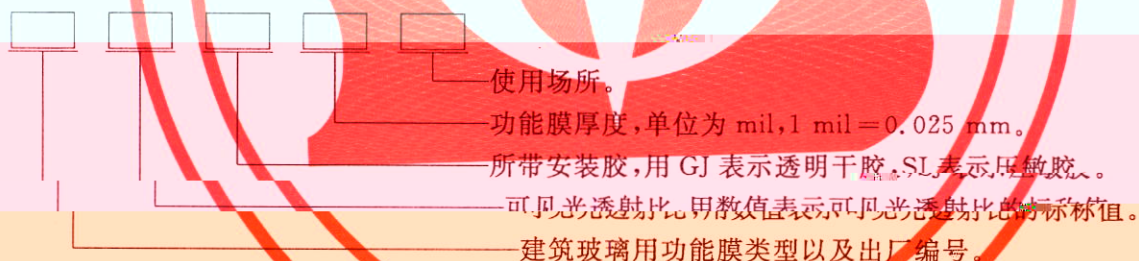 使用场所。
功能膜厚度,单位为 mil,1 mil=0.025 mm。
所带安装胶,用 GJ 表示透明干胶、SJ 表示压敏胶。
可见光透射比,用数值表示可见光透射比的标称值。
建筑玻璃用功能膜类型以及出厂编号。